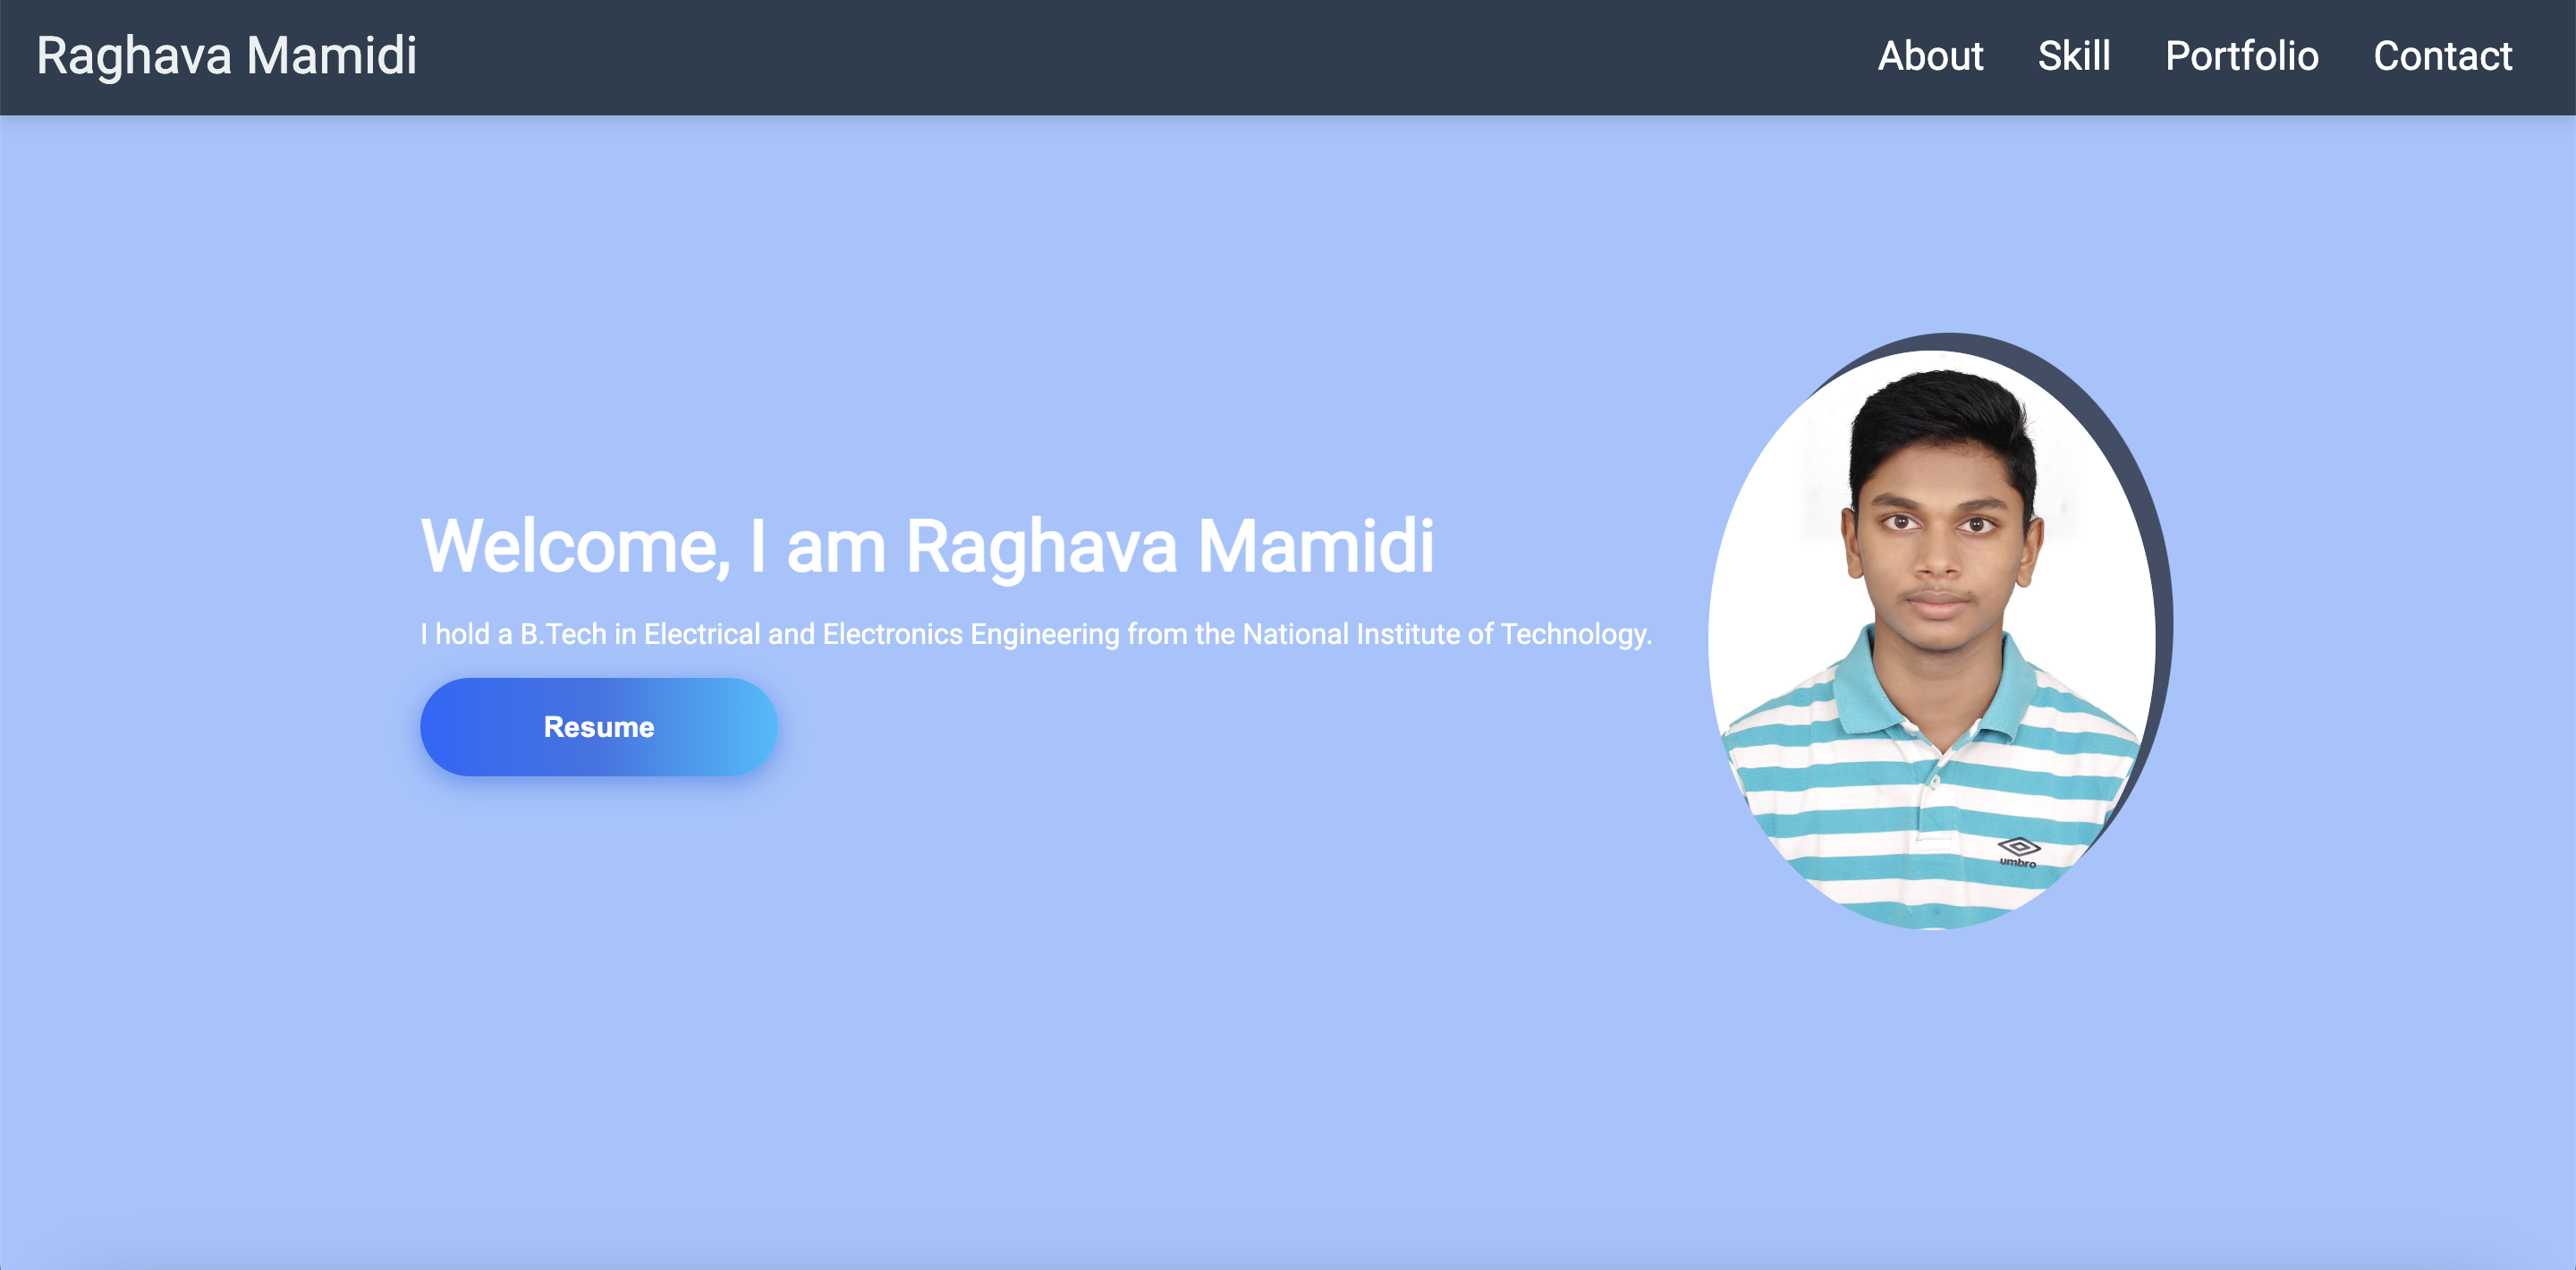 Raghava Mamidi
About Skill Portfolio Contact
Welcome, I am Raghava Mamidi
I hold a B.Tech in Electrical and Electronics Engineering from the National Institute of Technology.
Resume
umbro